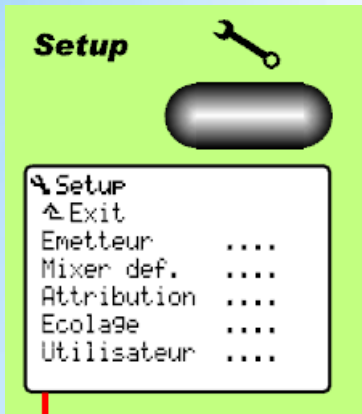 Setup
Setup
Exit
Emetteur ....
Mixer def. ....
Attribution ....
Ecolage ....
Utilisateur ....